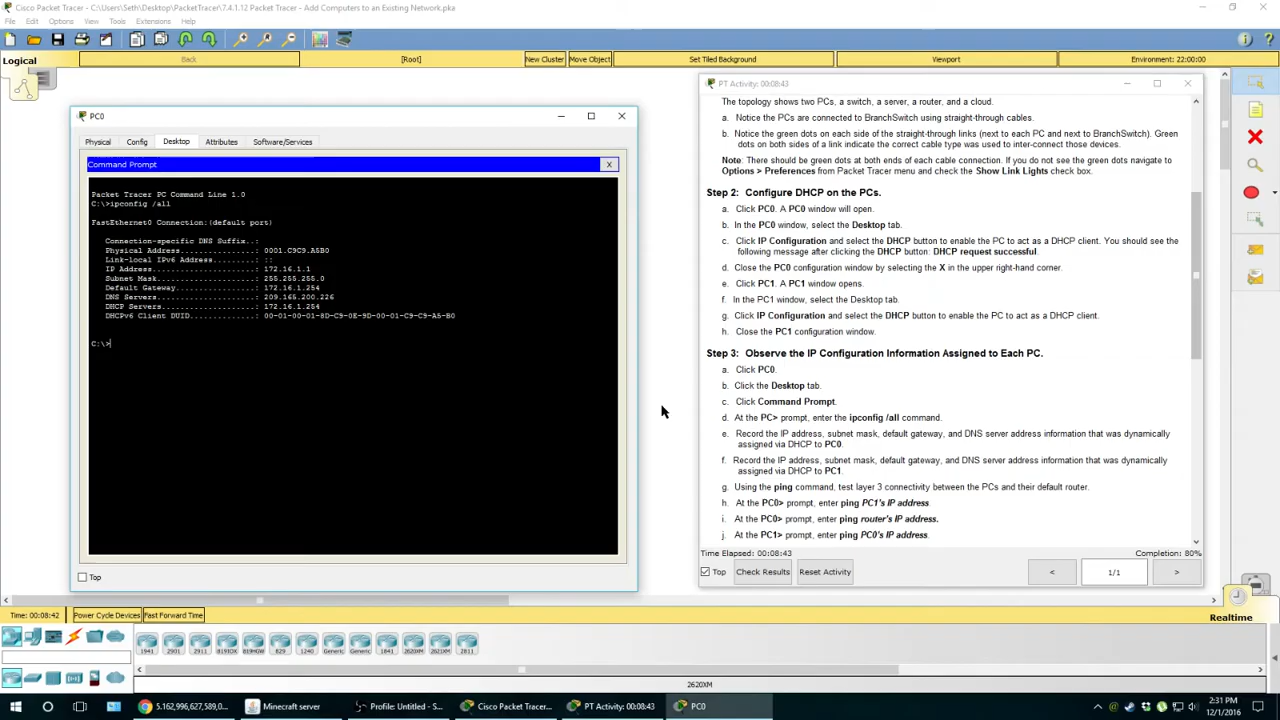 Cisco Packet Tracer - C:\Users\Seth\Desktop\PacketTracer\7.4.1.12 Packet Tracer - Add Computers to an Existing Network.pka
File Edit Options View Tools Extensions Help
Logical Back [Root] New Cluster Move Object Set Tiled Background Viewport Environment: 22:00:00
PC0
Physical Config Desktop Attributes Software/Services
Command Prompt X
Packet Tracer PC Command Line 1.0
C:\>ipconfig /all
FastEthernet0 Connection:(default port)
Connection-specific DNS Suffix..:
Physical Address................: 0001.C9C9.A5B0
Link-local IPv6 Address.........: ::
IP Address......................: 172.16.1.1
Subnet Mask.....................: 255.255.255.0
Default Gateway.................: 172.16.1.254
DNS Servers.....................: 209.165.200.226
DHCP Servers....................: 172.16.1.254
DHCPv6 Client DUID..............: 00-01-00-01-8D-C9-0E-9D-00-01-C9-C9-A5-B0
C:\>
Top
PT Activity: 00:08:43
The topology shows two PCs, a switch, a server, a router, and a cloud.
a. Notice the PCs are connected to BranchSwitch using straight-through cables.
b. Notice the green dots on each side of the straight-through links (next to each PC and next to BranchSwitch). Green
dots on both sides of a link indicate the correct cable type was used to inter-connect those devices.
Note: There should be green dots at both ends of each cable connection. If you do not see the green dots navigate to
Options > Preferences from Packet Tracer menu and check the Show Link Lights check box.
Step 2: Configure DHCP on the PCs.
a. Click PC0. A PC0 window will open.
b. In the PC0 window, select the Desktop tab.
c. Click IP Configuration and select the DHCP button to enable the PC to act as a DHCP client. You should see the
following message after clicking the DHCP button: DHCP request successful.
d. Close the PC0 configuration window by selecting the X in the upper right-hand corner.
e. Click PC1. A PC1 window opens.
f. In the PC1 window, select the Desktop tab.
g. Click IP Configuration and select the DHCP button to enable the PC to act as a DHCP client.
h. Close the PC1 configuration window.
Step 3: Observe the IP Configuration Information Assigned to Each PC.
a. Click PC0.
b. Click the Desktop tab.
c. Click Command Prompt.
d. At the PC> prompt, enter the ipconfig /all command.
e. Record the IP address, subnet mask, default gateway, and DNS server address information that was dynamically
assigned via DHCP to PC0.
f. Record the IP address, subnet mask, default gateway, and DNS server address information that was dynamically
assigned via DHCP to PC1.
g. Using the ping command, test layer 3 connectivity between the PCs and their default router.
h. At the PC0> prompt, enter ping PC1's IP address.
i. At the PC0> prompt, enter ping router's IP address.
j. At the PC1> prompt, enter ping PC0's IP address.
Time Elapsed: 00:08:43 Completion: 80%
Top Check Results Reset Activity < 1/1 >
Time: 00:08:42 Power Cycle Devices Fast Forward Time Realtime
1941 2901 2911 819IOX 819HGW 829 1240 Generic Generic 1841 2620XM 2621XM 2811
2620XM
5.162,996,627,589,0... Minecraft server Profile: Untitled - S... Cisco Packet Tracer... PT Activity: 00:08:43 PC0
2:31 PM
12/1/2016